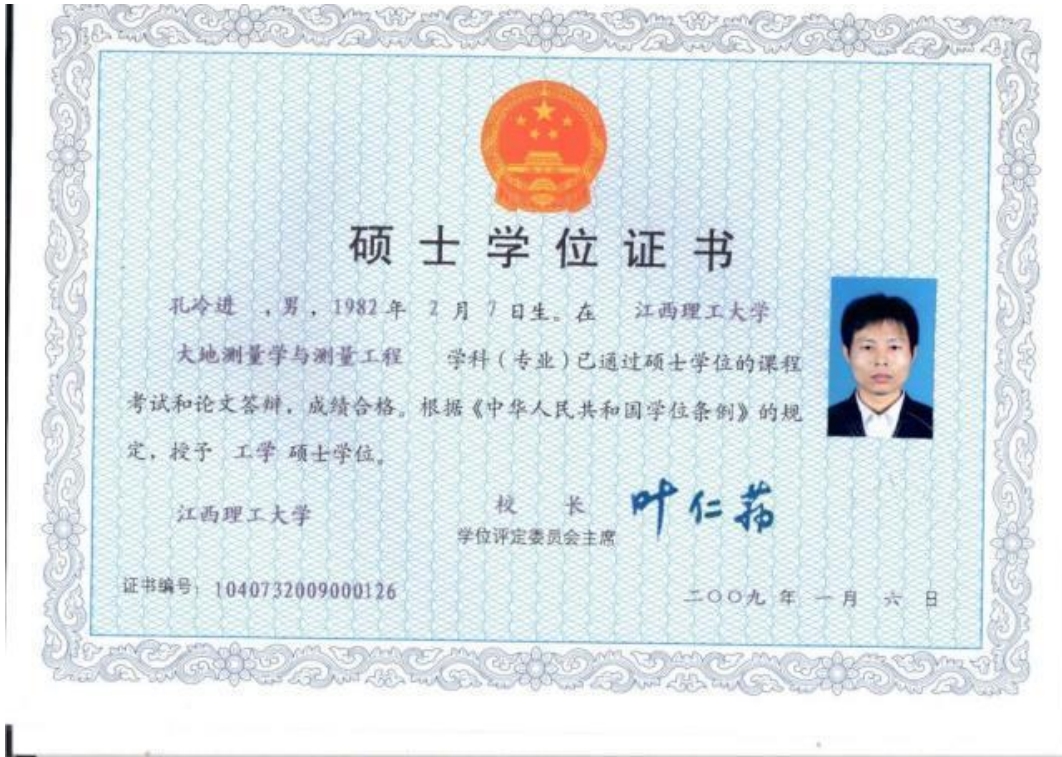 硕士学位证书
孔冷进 ，男，1982 年 2 月 7 日生。在 江西理工大学
大地测量学与测量工程 学科（专业）已通过硕士学位的课程
考试和论文答辩，成绩合格。根据《中华人民共和国学位条例》的规
定，授予 工学 硕士学位。
江西理工大学
校 长 叶仁荪
学位评定委员会主席
证书编号：1040732009000126
二〇〇九 年 一 月 六 日